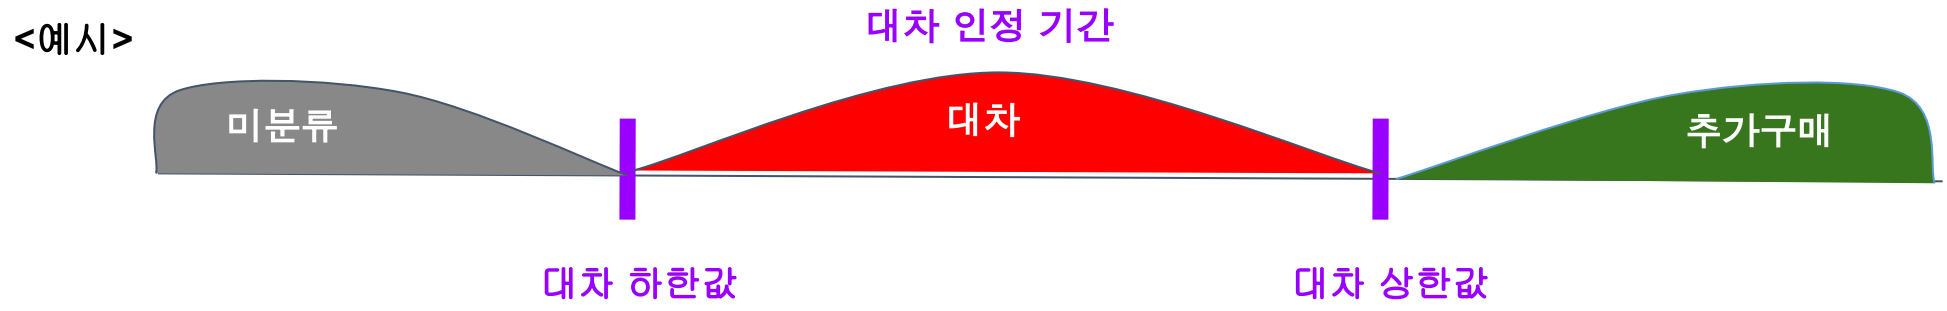 <예시>
대차 인정 기간
미분류
대차
추가구매
대차 하한값
대차 상한값